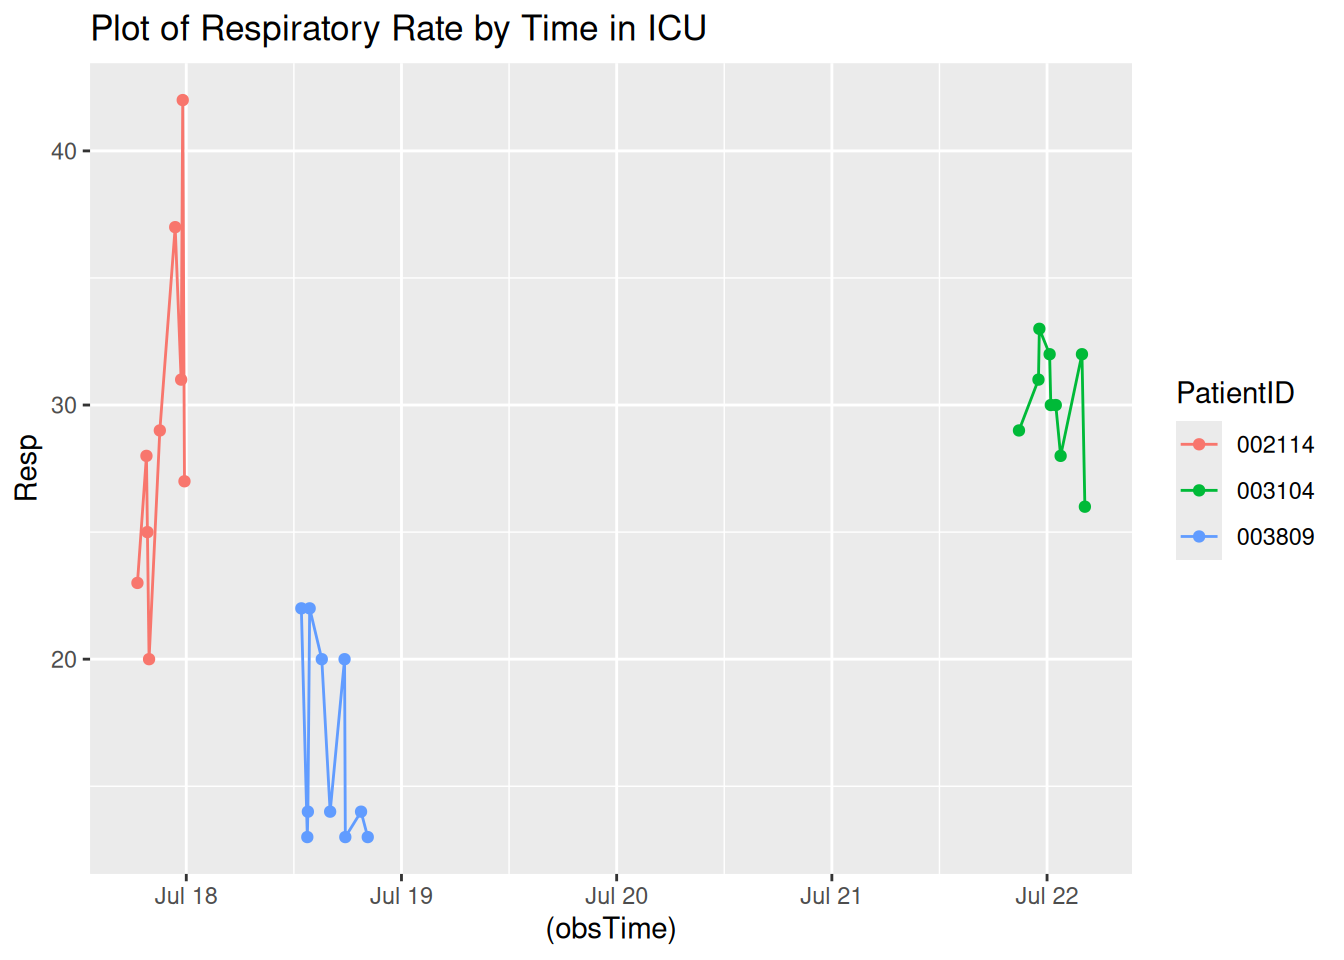 Plot of Respiratory Rate by Time in ICU
40
30
20
Resp
Jul 18 Jul 19 Jul 20 Jul 21 Jul 22
(obsTime)
PatientID
002114
003104
003809